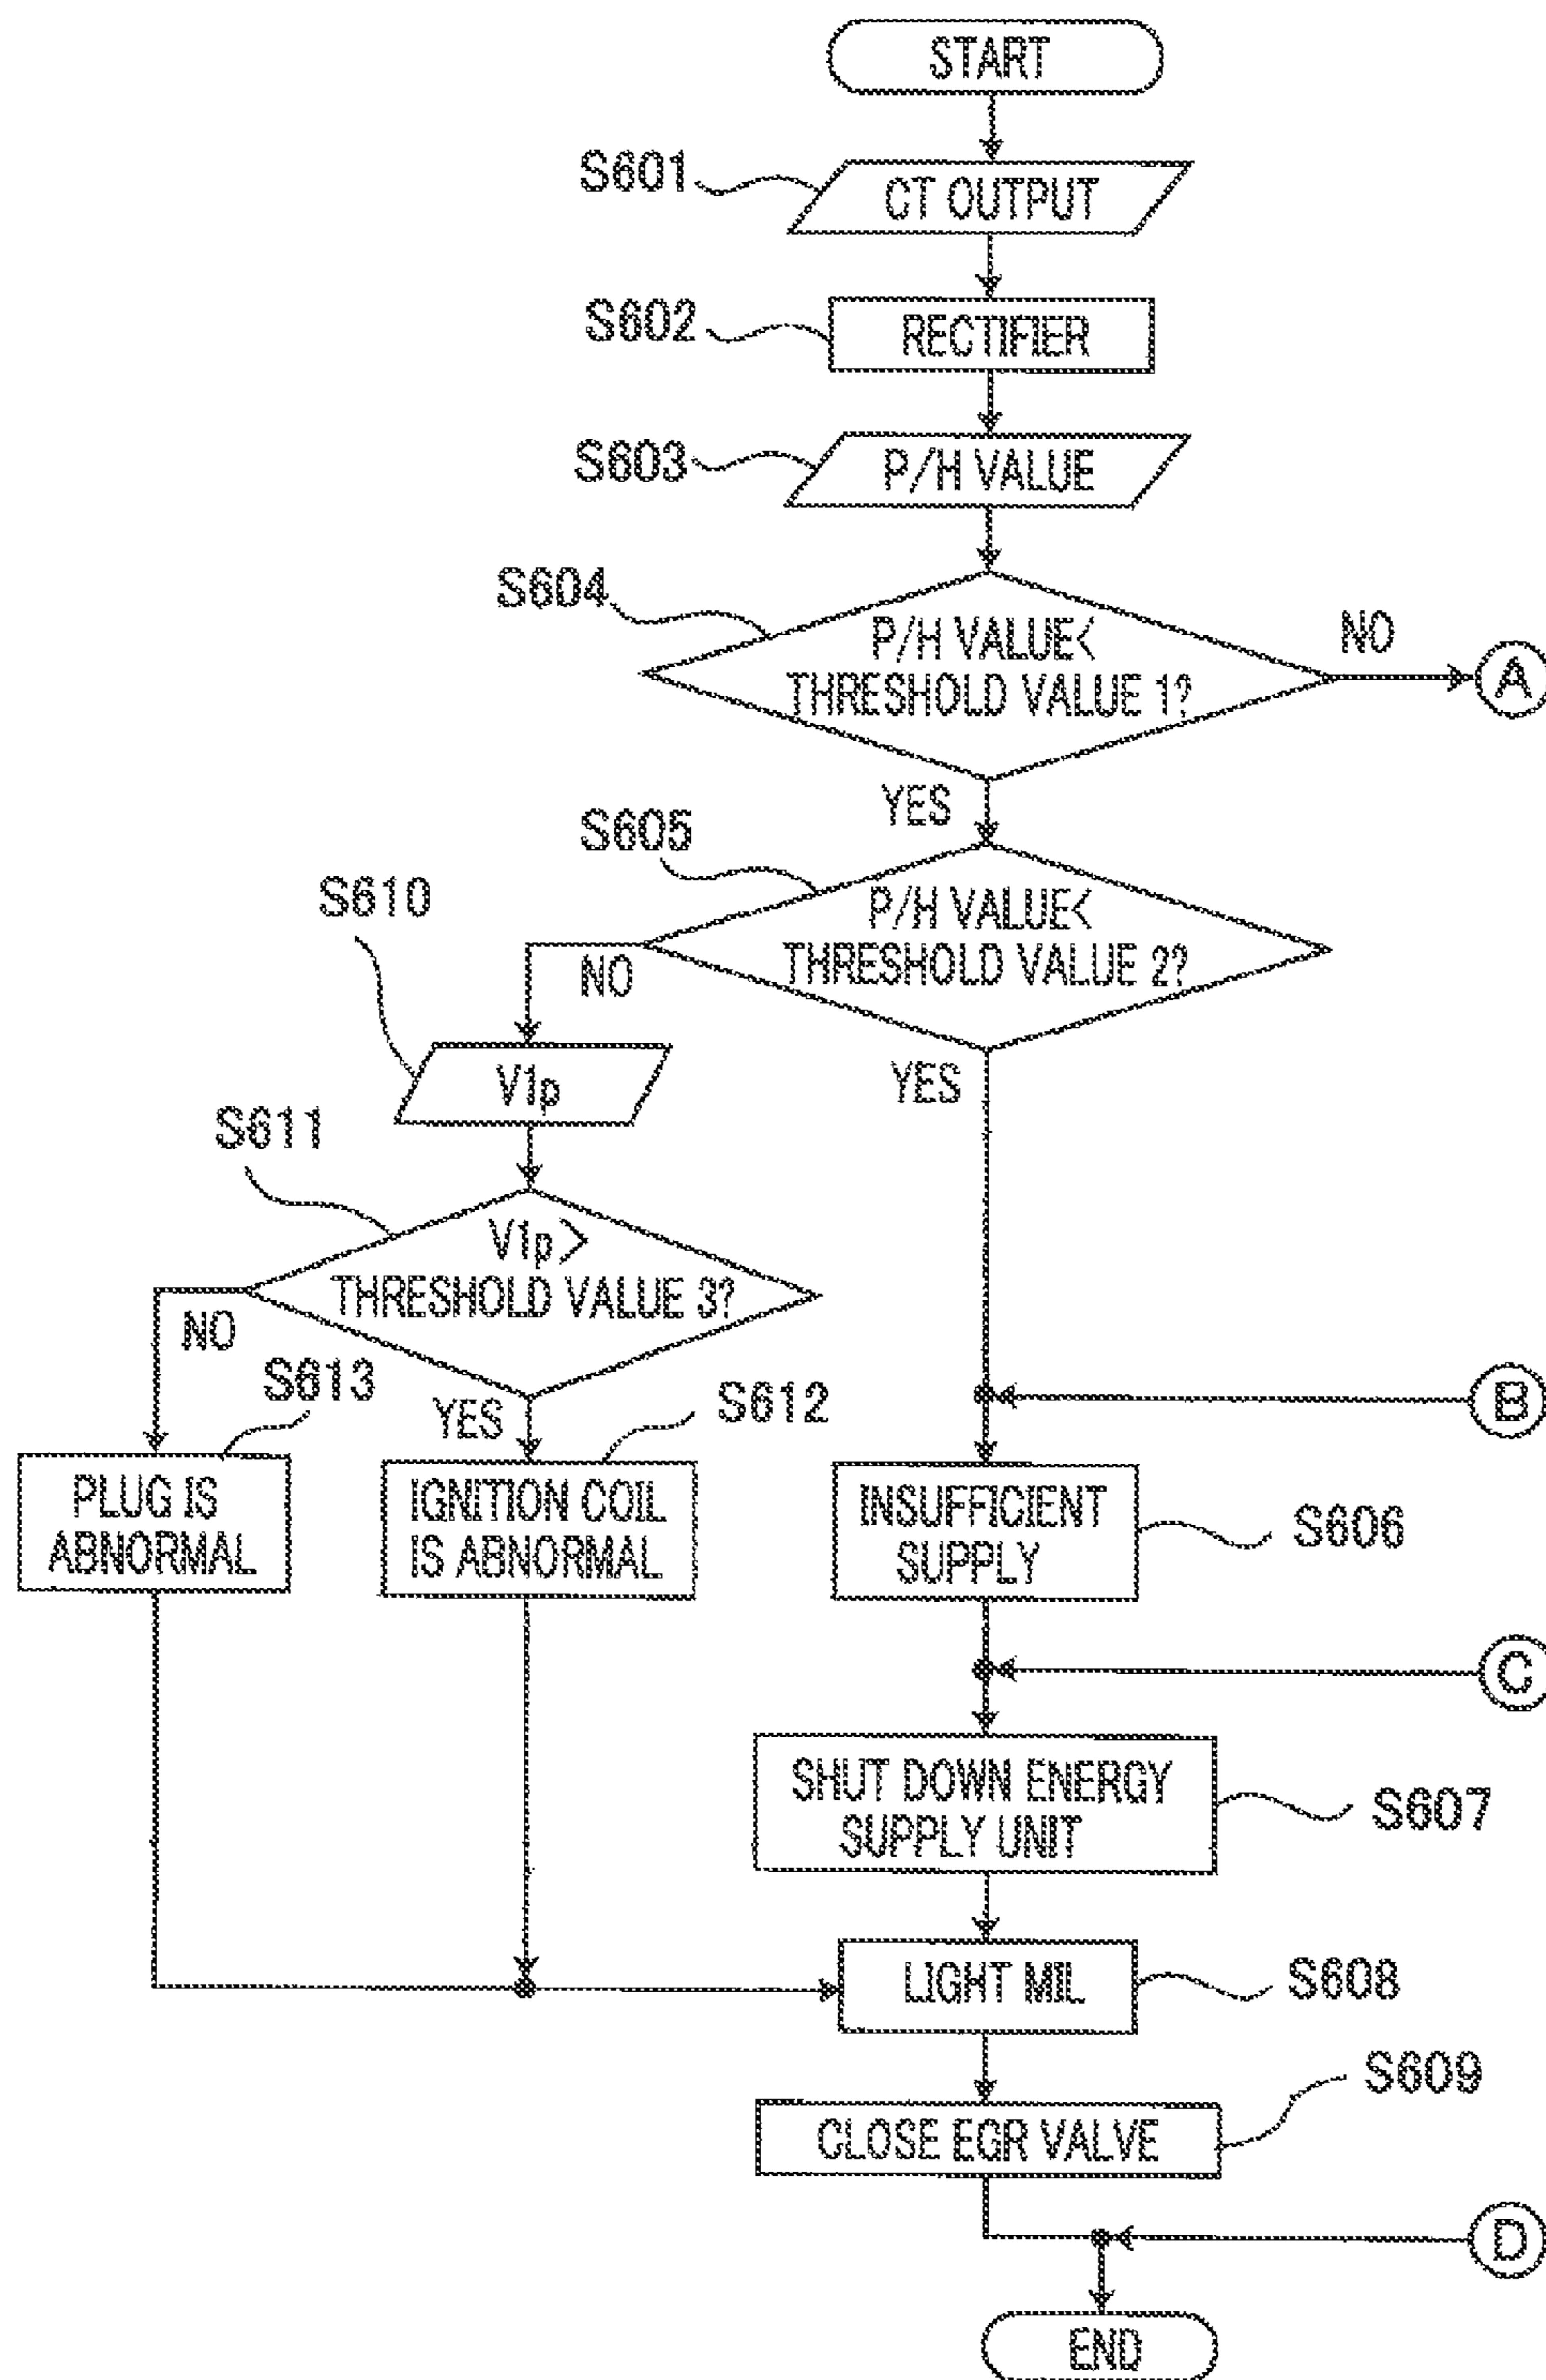 START
S601
CT OUTPUT
S602
RECTIFIER
S603
P/H VALUE
S604
P/H VALUE<
THRESHOLD VALUE 1?
NO
A
YES
S605
P/H VALUE<
THRESHOLD VALUE 2?
NO
YES
S610
V1p
S611
V1p>
THRESHOLD VALUE 3?
NO
YES
S613
S612
B
PLUG IS
ABNORMAL
IGNITION COIL
IS ABNORMAL
INSUFFICIENT
SUPPLY
S606
C
SHUT DOWN ENERGY
SUPPLY UNIT
S607
LIGHT MIL
S608
S609
CLOSE EGR VALVE
D
END